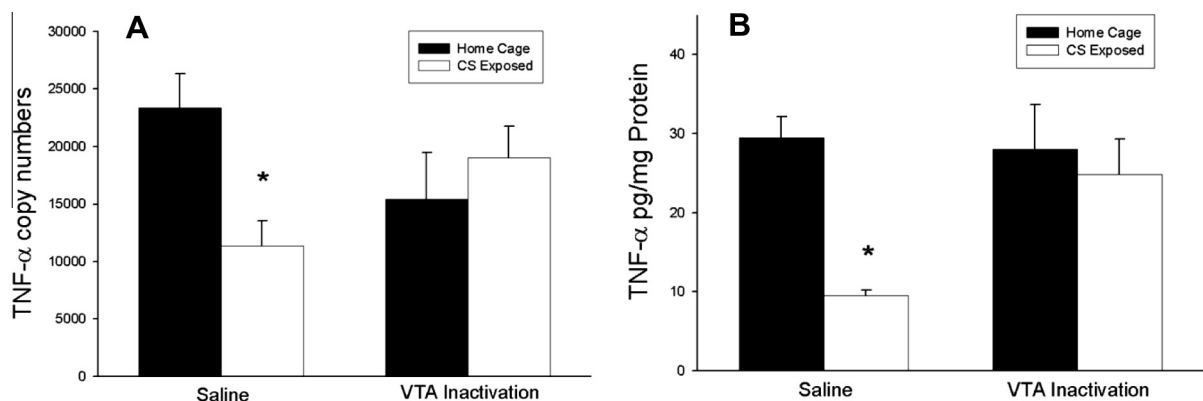 A
30000
25000
20000
15000
10000
5000
0
TNF-α copy numbers
Home Cage
CS Exposed
*
Saline
VTA Inactivation
B
40
30
20
10
0
TNF-α pg/mg Protein
Home Cage
CS Exposed
*
Saline
VTA Inactivation